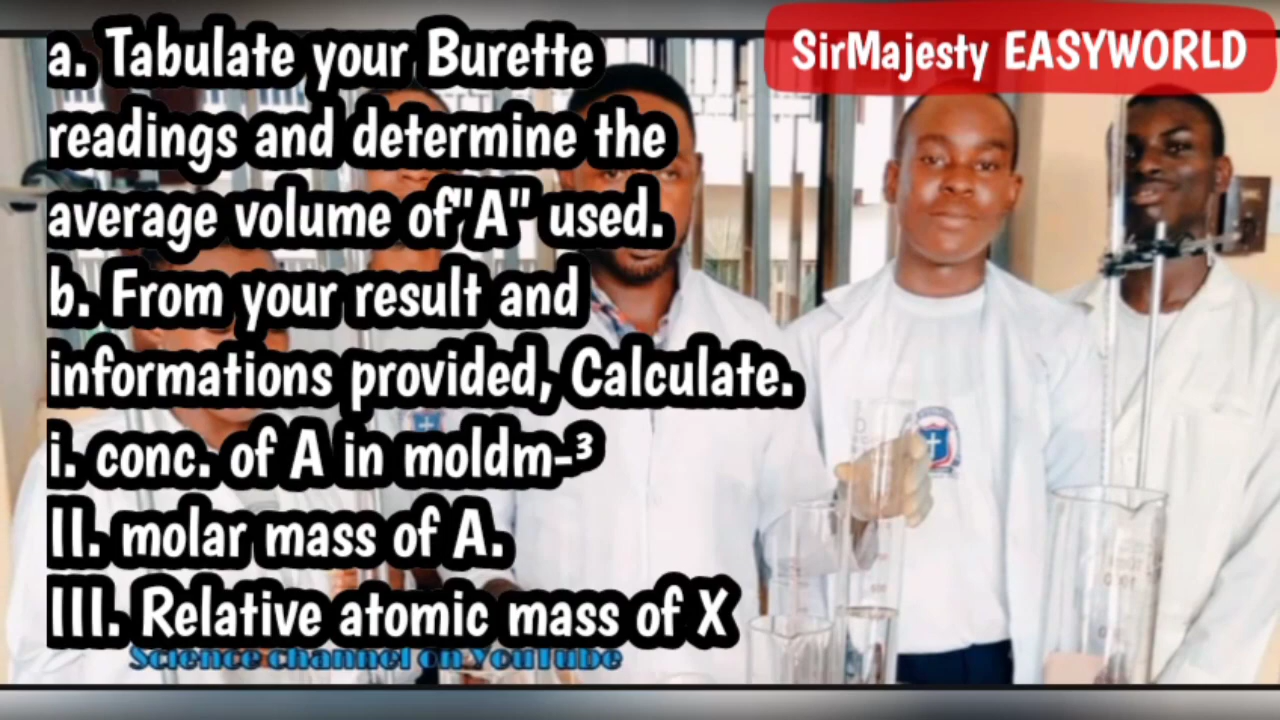 SirMajesty EASYWORLD
a. Tabulate your Burette
readings and determine the
average volume of"A" used.
b. From your result and
informations provided, Calculate.
i. conc. of A in moldm-³
II. molar mass of A.
III. Relative atomic mass of X
Science channel on YouTube